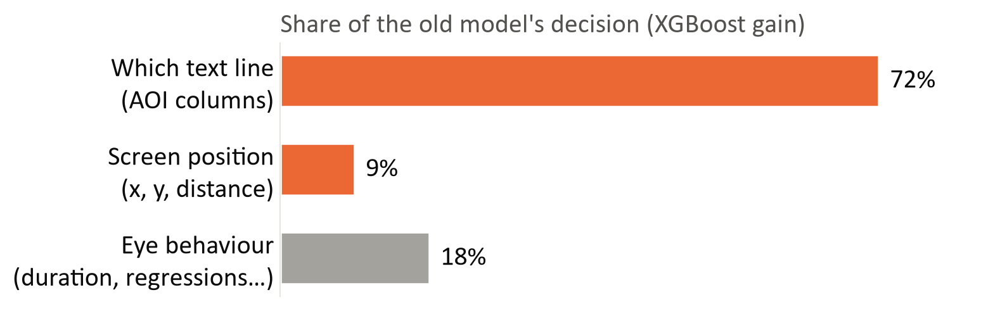 Share of the old model's decision (XGBoost gain)
Which text line
(AOI columns)
72%
Screen position
(x, y, distance)
9%
Eye behaviour
(duration, regressions...)
18%